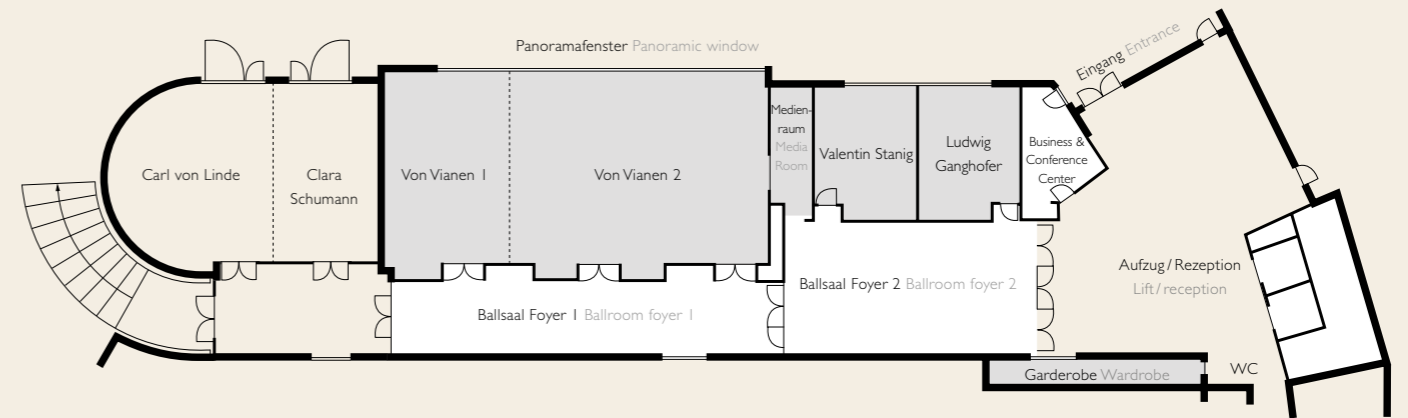 Panoramafenster Panoramic window
Eingang Entrance
Carl von Linde
Clara
Schumann
Von Vianen 1
Von Vianen 2
Medien-
raum
Media
Room
Valentin Stanig
Ludwig
Ganghofer
Business &
Conference
Center
Aufzug / Rezeption
Lift / reception
Ballsaal Foyer 1 Ballroom foyer 1
Ballsaal Foyer 2 Ballroom foyer 2
Garderobe Wardrobe
WC